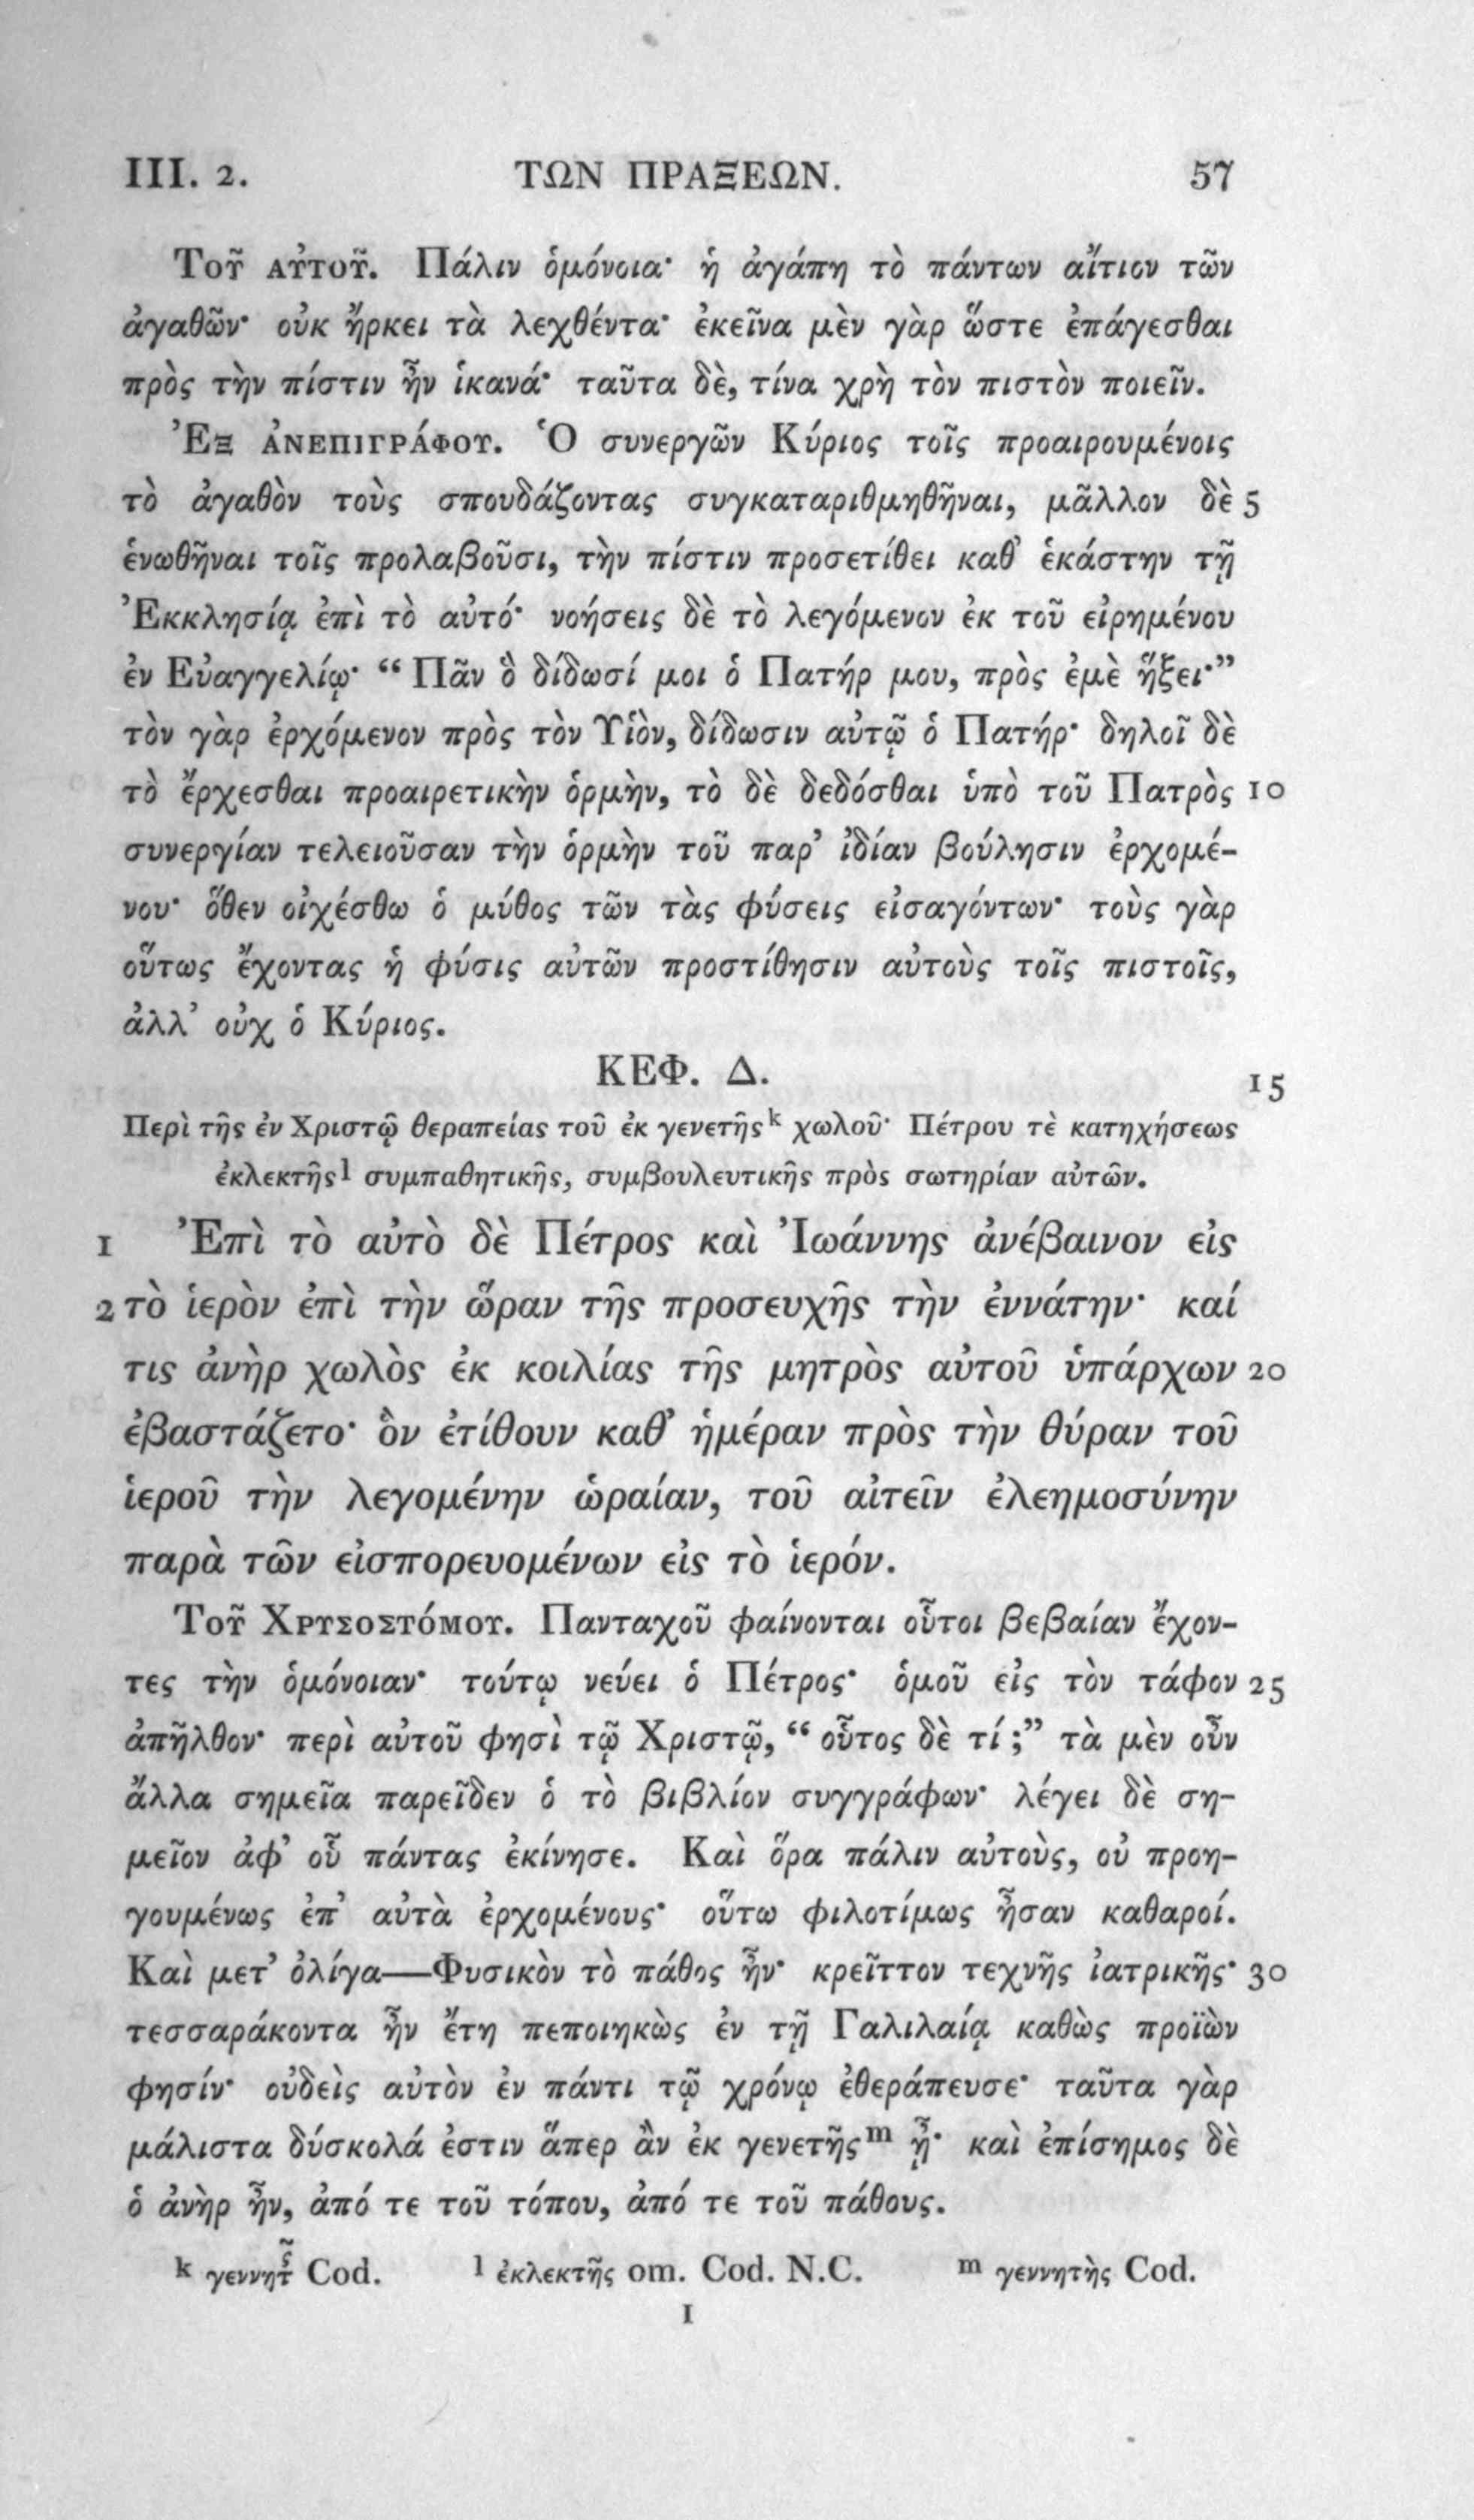 III. 2. ΤΩΝ ΠΡΑΞΕΩΝ. 57
Τοῦ αὐτοῦ. Πάλιν ὁμόνοια· ἡ ἀγάπη τὸ πάντων αἴτιον τῶν
ἀγαθῶν· οὐκ ἤρκει τὰ λεχθέντα· ἐκεῖνα μὲν γὰρ ὥστε ἐπάγεσθαι
πρὸς τὴν πίστιν ἦν ἱκανά· ταῦτα δὲ, τίνα χρὴ τὸν πιστὸν ποιεῖν.
Ἐξ ἀνεπιγράφου. Ὁ συνεργῶν Κύριος τοῖς προαιρουμένοις
τὸ ἀγαθὸν τοὺς σπουδάζοντας συγκαταριθμηθῆναι, μᾶλλον δὲ 5
ἑνωθῆναι τοῖς προλαβοῦσι, τὴν πίστιν προσετίθει καθ' ἑκάστην τῇ
Ἐκκλησίᾳ ἐπὶ τὸ αὐτό· νοήσεις δὲ τὸ λεγόμενον ἐκ τοῦ εἰρημένου
ἐν Εὐαγγελίῳ· “ Πᾶν ὃ δίδωσί μοι ὁ Πατήρ μου, πρὸς ἐμὲ ἥξει·”
τὸν γὰρ ἐρχόμενον πρὸς τὸν Υἱὸν, δίδωσιν αὐτῷ ὁ Πατήρ· δηλοῖ δὲ
τὸ ἔρχεσθαι προαιρετικὴν ὁρμὴν, τὸ δὲ δεδόσθαι ὑπὸ τοῦ Πατρὸς 10
συνεργίαν τελειοῦσαν τὴν ὁρμὴν τοῦ παρ' ἰδίαν βούλησιν ἐρχομέ-
νου· ὅθεν οἰχέσθω ὁ μύθος τῶν τὰς φύσεις εἰσαγόντων· τοὺς γὰρ
οὕτως ἔχοντας ἡ φύσις αὐτῶν προστίθησιν αὐτοὺς τοῖς πιστοῖς,
ἀλλ' οὐχ ὁ Κύριος.
ΚΕΦ. Δ. 15
Περὶ τῆς ἐν Χριστῷ θεραπείας τοῦ ἐκ γενετῆς k χωλοῦ· Πέτρου τὲ κατηχήσεως
ἐκλεκτῆς l συμπαθητικῆς, συμβουλευτικῆς πρὸς σωτηρίαν αὐτῶν.
1 Ἐπὶ τὸ αὐτὸ δὲ Πέτρος καὶ Ἰωάννης ἀνέβαινον εἰς
2 τὸ ἱερὸν ἐπὶ τὴν ὥραν τῆς προσευχῆς τὴν ἐννάτην· καί
τις ἀνὴρ χωλὸς ἐκ κοιλίας τῆς μητρὸς αὐτοῦ ὑπάρχων 20
ἐβαστάζετο· ὃν ἐτίθουν καθ' ἡμέραν πρὸς τὴν θύραν τοῦ
ἱεροῦ τὴν λεγομένην ὡραίαν, τοῦ αἰτεῖν ἐλεημοσύνην
παρὰ τῶν εἰσπορευομένων εἰς τὸ ἱερόν.
Τοῦ Χρυσοστόμου. Πανταχοῦ φαίνονται οὗτοι βεβαίαν ἔχον-
τες τὴν ὁμόνοιαν· τούτῳ νεύει ὁ Πέτρος· ὁμοῦ εἰς τὸν τάφον 25
ἀπῆλθον· περὶ αὐτοῦ φησὶ τῷ Χριστῷ, “ οὗτος δὲ τί ;” τὰ μὲν οὖν
ἄλλα σημεῖα παρεῖδεν ὁ τὸ βιβλίον συγγράφων· λέγει δὲ ση-
μεῖον ἀφ' οὗ πάντας ἐκίνησε. Καὶ ὅρα πάλιν αὐτοὺς, οὐ προη-
γουμένως ἐπ' αὐτὰ ἐρχομένους· οὕτω φιλοτίμως ἦσαν καθαροί.
Καὶ μετ' ὀλίγα—Φυσικὸν τὸ πάθος ἦν· κρεῖττον τεχνῆς ἰατρικῆς· 30
τεσσαράκοντα ἦν ἔτη πεποιηκὼς ἐν τῇ Γαλιλαίᾳ καθὼς προϊὼν
φησίν· οὐδεὶς αὐτὸν ἐν πάντι τῷ χρόνῳ ἐθεράπευσε· ταῦτα γὰρ
μάλιστα δύσκολά ἐστιν ἅπερ ἂν ἐκ γενετῆς m ᾖ· καὶ ἐπίσημος δὲ
ὁ ἀνὴρ ἦν, ἀπό τε τοῦ τόπου, ἀπό τε τοῦ πάθους.
k Cod. l ἐκλεκτῆς om. Cod. N.C. m γεννητὴς Cod.
I